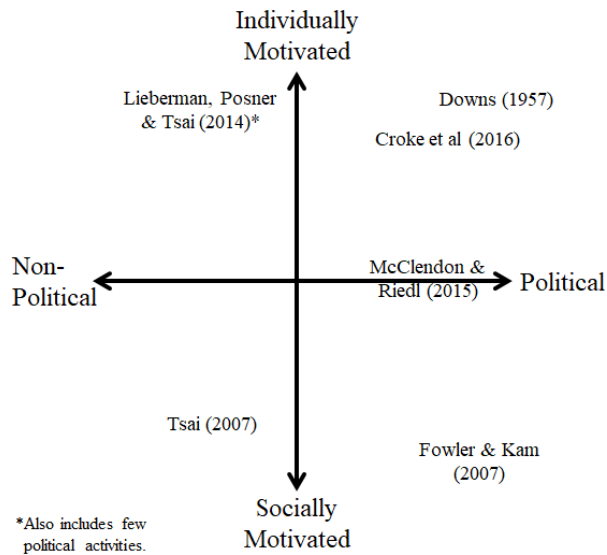 Individually
Motivated
Lieberman, Posner
& Tsai (2014)*
Downs (1957)
Croke et al (2016)
Non-
Political
McClendon &
Riedl (2015)
Political
Tsai (2007)
Fowler & Kam
(2007)
Socially
Motivated
*Also includes few
political activities.